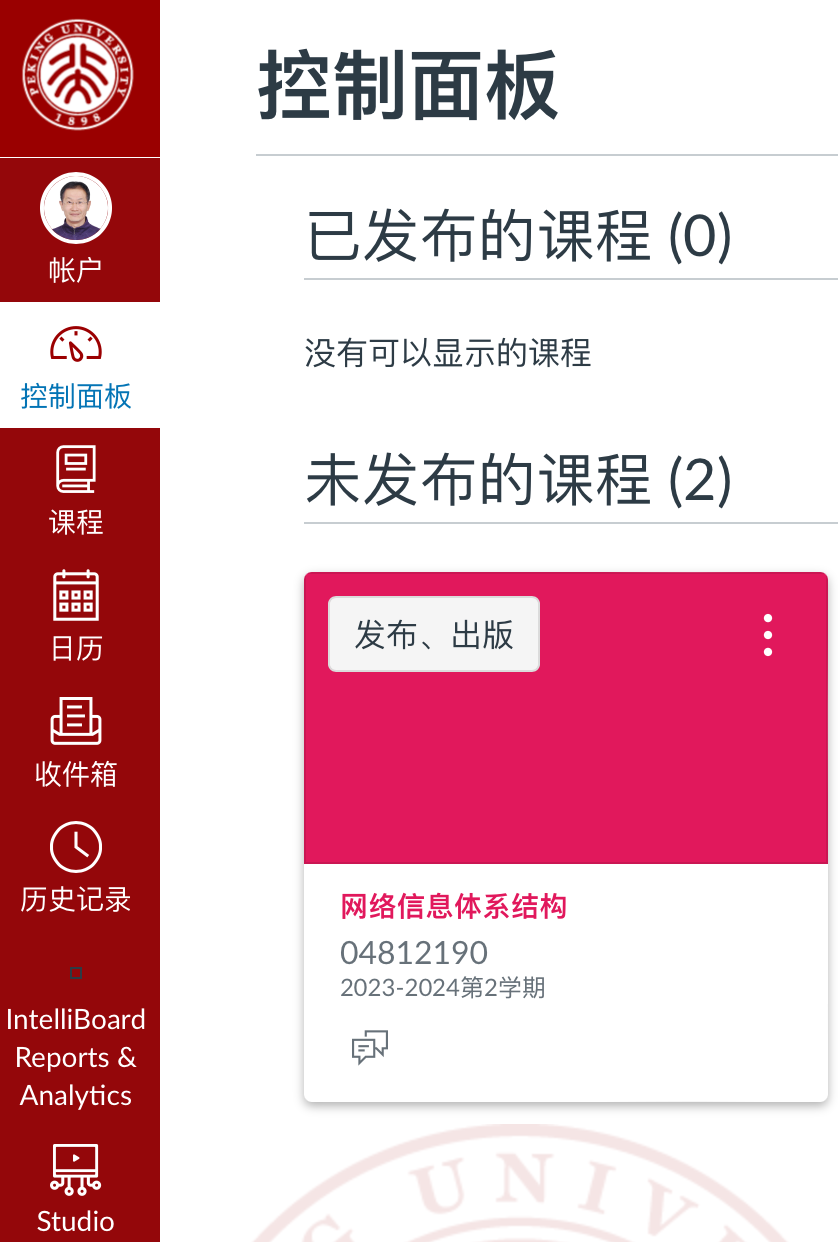 PEKING UNIVERSITY
1898
帐户
控制面板
课程
日历
收件箱
历史记录
IntelliBoard
Reports &
Analytics
Studio
控制面板
已发布的课程 (0)
没有可以显示的课程
未发布的课程 (2)
发布、出版
网络信息体系结构
04812190
2023-2024第2学期
G UNIV